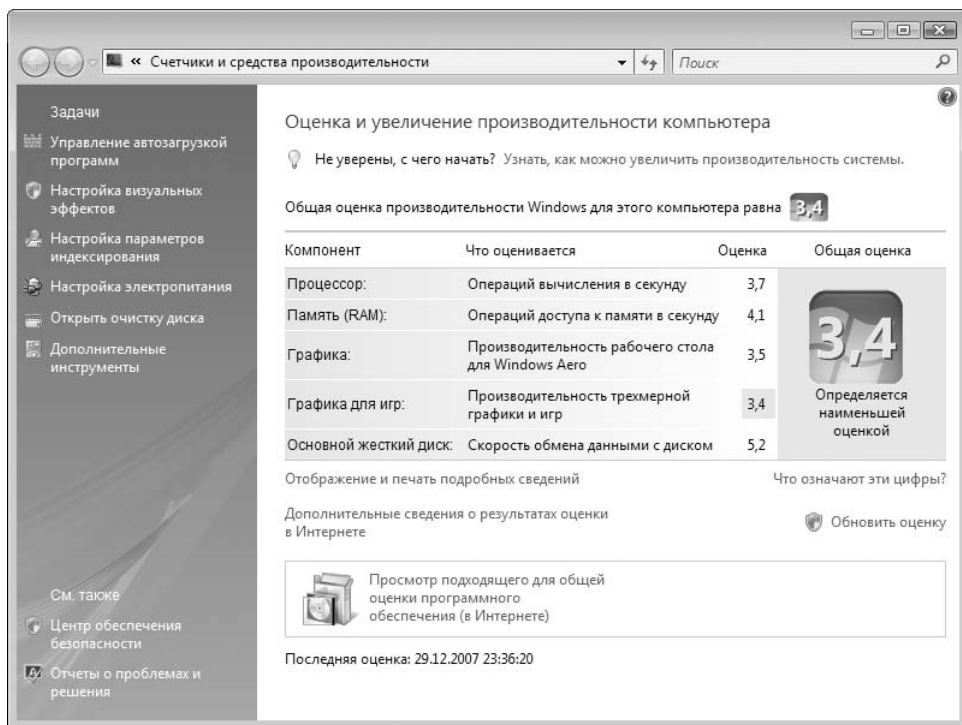 Счетчики и средства производительности
Поиск
Задачи
Управление автозагрузкой
программ
Настройка визуальных
эффектов
Настройка параметров
индексирования
Настройка электропитания
Открыть очистку диска
Дополнительные
инструменты
См. также
Центр обеспечения
безопасности
Отчеты о проблемах и
решения
Оценка и увеличение производительности компьютера
Не уверены, с чего начать? Узнать, как можно увеличить производительность системы.
Общая оценка производительности Windows для этого компьютера равна 3,4
Компонент Что оценивается Оценка Общая оценка
Процессор: Операций вычисления в секунду 3,7
Память (RAM): Операций доступа к памяти в секунду 4,1
Графика: Производительность рабочего стола
для Windows Aero 3,5
Графика для игр: Производительность трехмерной
графики и игр 3,4
Основной жесткий диск: Скорость обмена данными с диском 5,2
3,4
Определяется
наименьшей
оценкой
Отображение и печать подробных сведений Что означают эти цифры?
Дополнительные сведения о результатах оценки
в Интернете
Обновить оценку
Просмотр подходящего для общей
оценки программного
обеспечения (в Интернете)
Последняя оценка: 29.12.2007 23:36:20